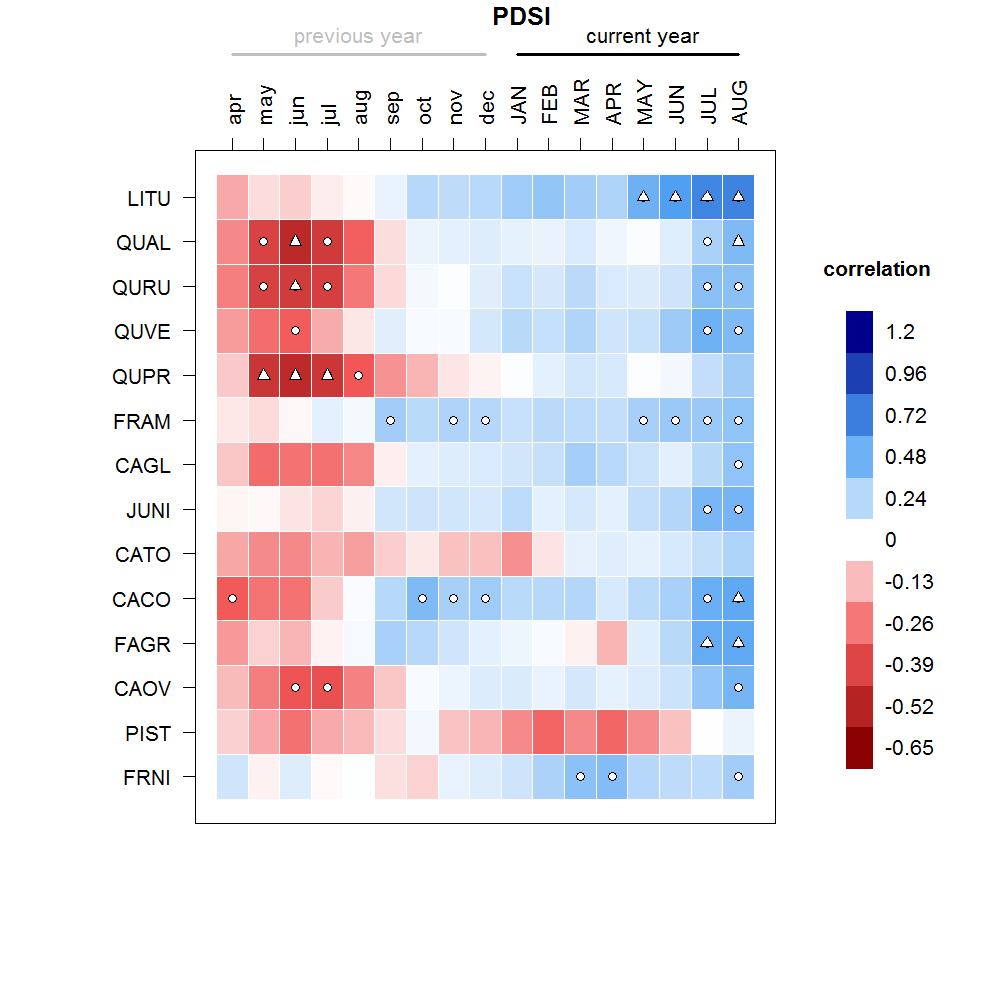 PDSI
previous year current year
apr may jun jul aug sep oct nov dec JAN FEB MAR APR MAY JUN JUL AUG
LITU
QUAL
QURU
QUVE
QUPR
FRAM
CAGL
JUNI
CATO
CACO
FAGR
CAOV
PIST
FRNI
correlation
1.2
0.96
0.72
0.48
0.24
0
-0.13
-0.26
-0.39
-0.52
-0.65